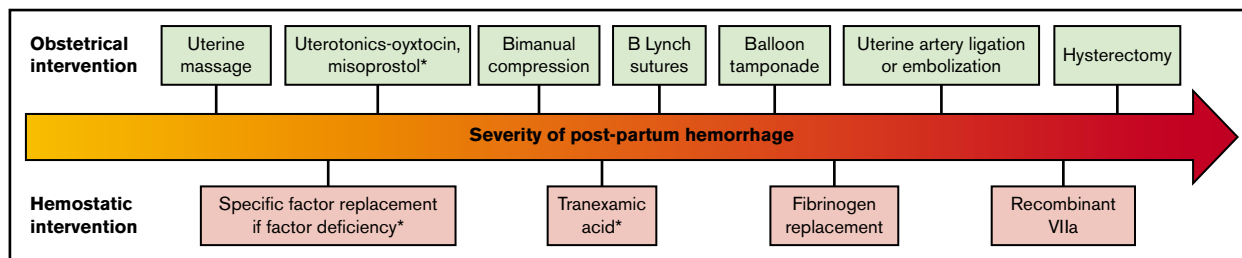 Obstetrical
intervention
Uterine
massage
Uterotonics-oyxtocin,
misoprostol*
Bimanual
compression
B Lynch
sutures
Balloon
tamponade
Uterine artery ligation
or embolization
Hysterectomy
Severity of post-partum hemorrhage
Hemostatic
intervention
Specific factor replacement
if factor deficiency*
Tranexamic
acid*
Fibrinogen
replacement
Recombinant
VIIa